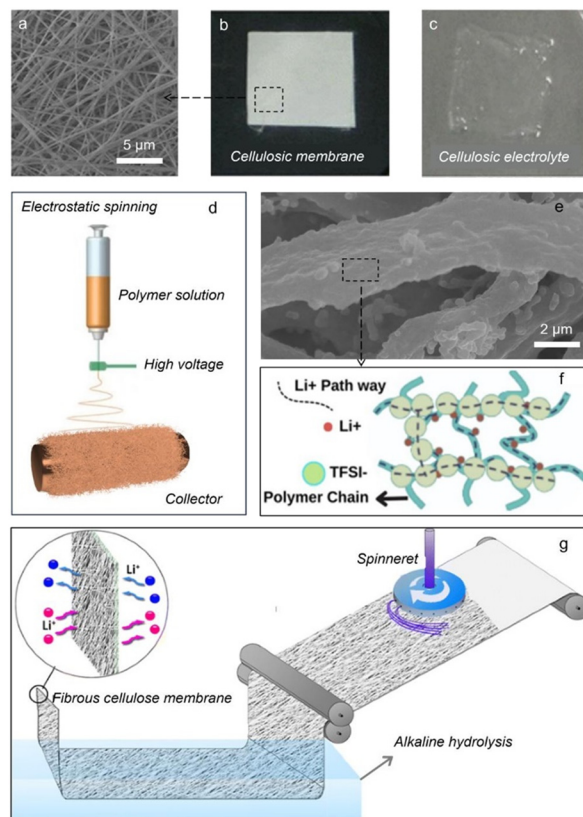 a
b
c
5 μm
Cellulosic membrane
Cellulosic electrolyte
d
Electrostatic spinning
Polymer solution
High voltage
Collector
e
2 μm
f
Li+ Path way
Li+
TFSI-
Polymer Chain
g
Spinneret
Li⁺
Li⁺
Fibrous cellulose membrane
Alkaline hydrolysis